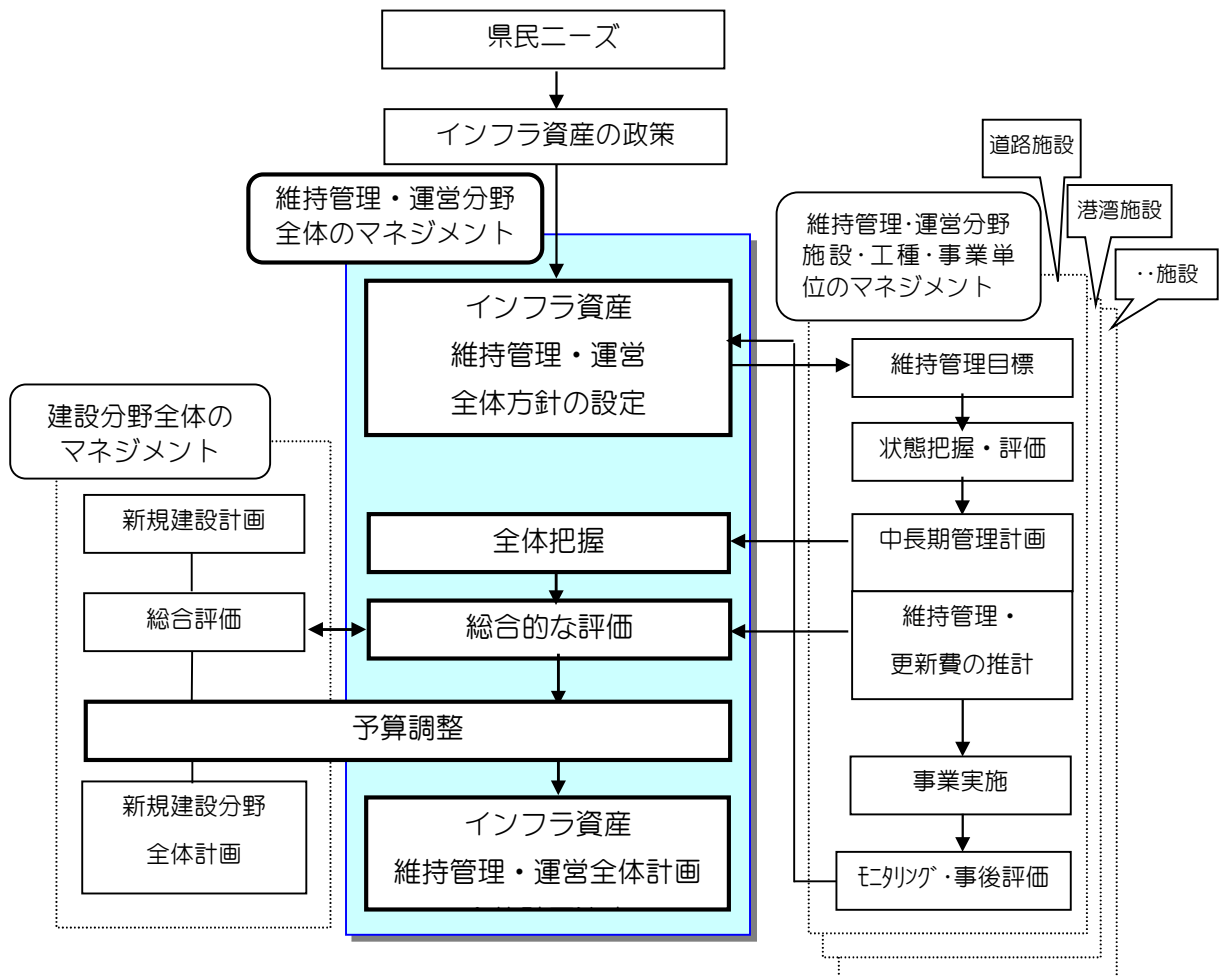 県民ニーズ
インフラ資産の政策
維持管理・運営分野
全体のマネジメント
インフラ資産
維持管理・運営
全体方針の設定
全体把握
総合的な評価
予算調整
インフラ資産
維持管理・運営全体計画
建設分野全体の
マネジメント
新規建設計画
総合評価
新規建設分野
全体計画
道路施設
港湾施設
‥施設
維持管理・運営分野
施設・工種・事業単
位のマネジメント
維持管理目標
状態把握・評価
中長期管理計画
維持管理・
更新費の推計
事業実施
ﾓﾆﾀﾘﾝｸﾞ・事後評価